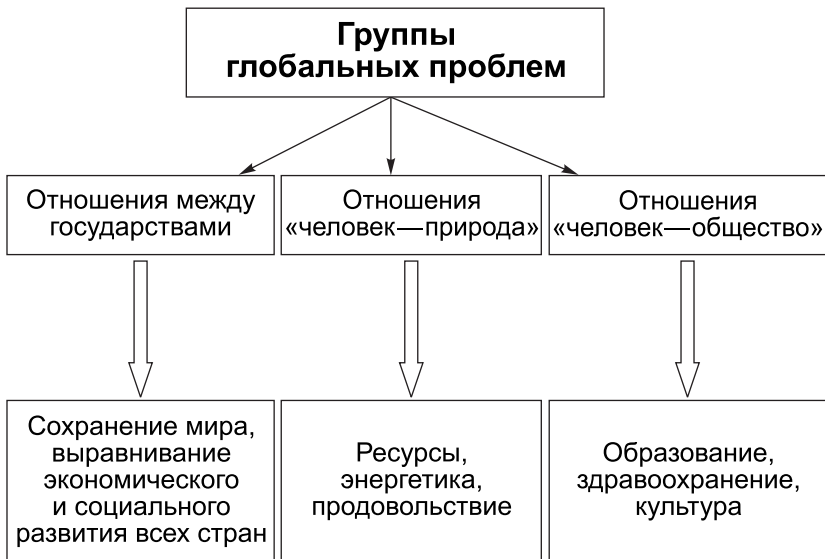 Группы
глобальных проблем
Отношения между
государствами
Отношения
«человек—природа»
Отношения
«человек—общество»
Сохранение мира,
выравнивание
экономического
и социального
развития всех стран
Ресурсы,
энергетика,
продовольствие
Образование,
здравоохранение,
культура